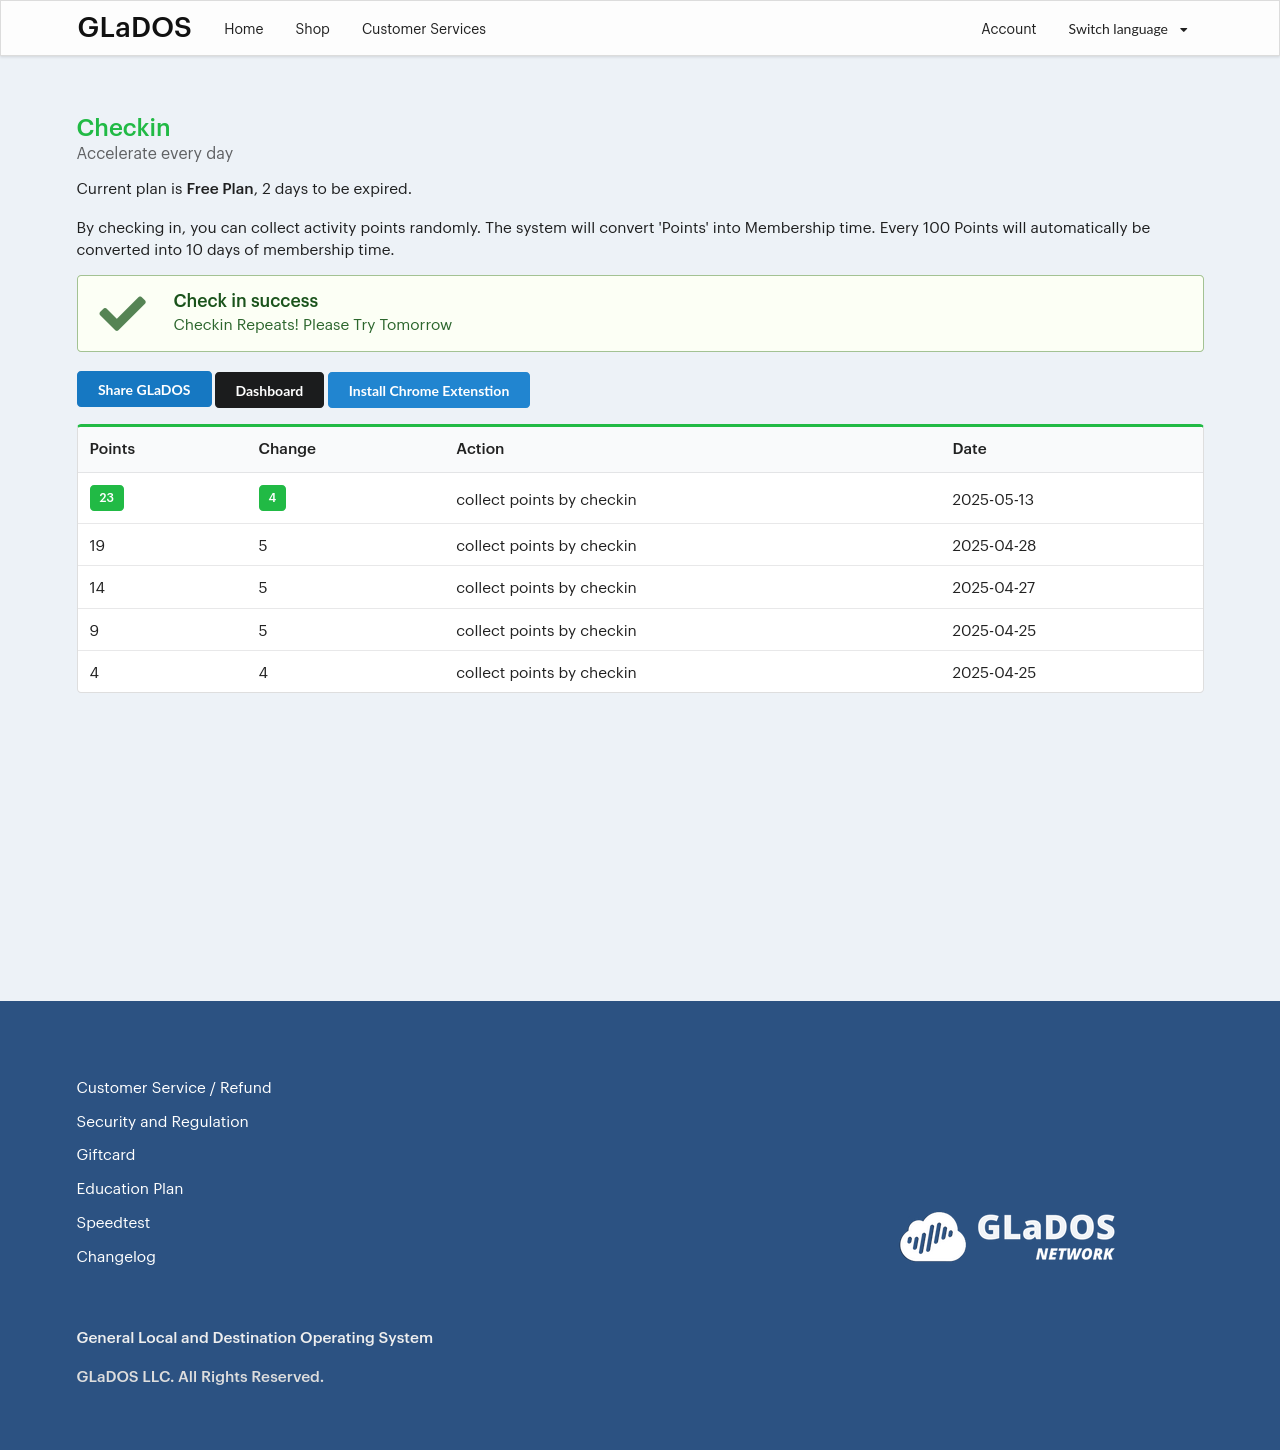 GLaDOS Home Shop Customer Services Account Switch language
Checkin
Accelerate every day
Current plan is Free Plan, 2 days to be expired.
By checking in, you can collect activity points randomly. The system will convert 'Points' into Membership time. Every 100 Points will automatically be
converted into 10 days of membership time.
Check in success
Checkin Repeats! Please Try Tomorrow
Share GLaDOS Dashboard Install Chrome Extenstion
Points Change Action Date
23 4 collect points by checkin 2025-05-13
19 5 collect points by checkin 2025-04-28
14 5 collect points by checkin 2025-04-27
9 5 collect points by checkin 2025-04-25
4 4 collect points by checkin 2025-04-25
Customer Service / Refund
Security and Regulation
Giftcard
Education Plan
Speedtest
Changelog
GLaDOS
NETWORK
General Local and Destination Operating System
GLaDOS LLC. All Rights Reserved.